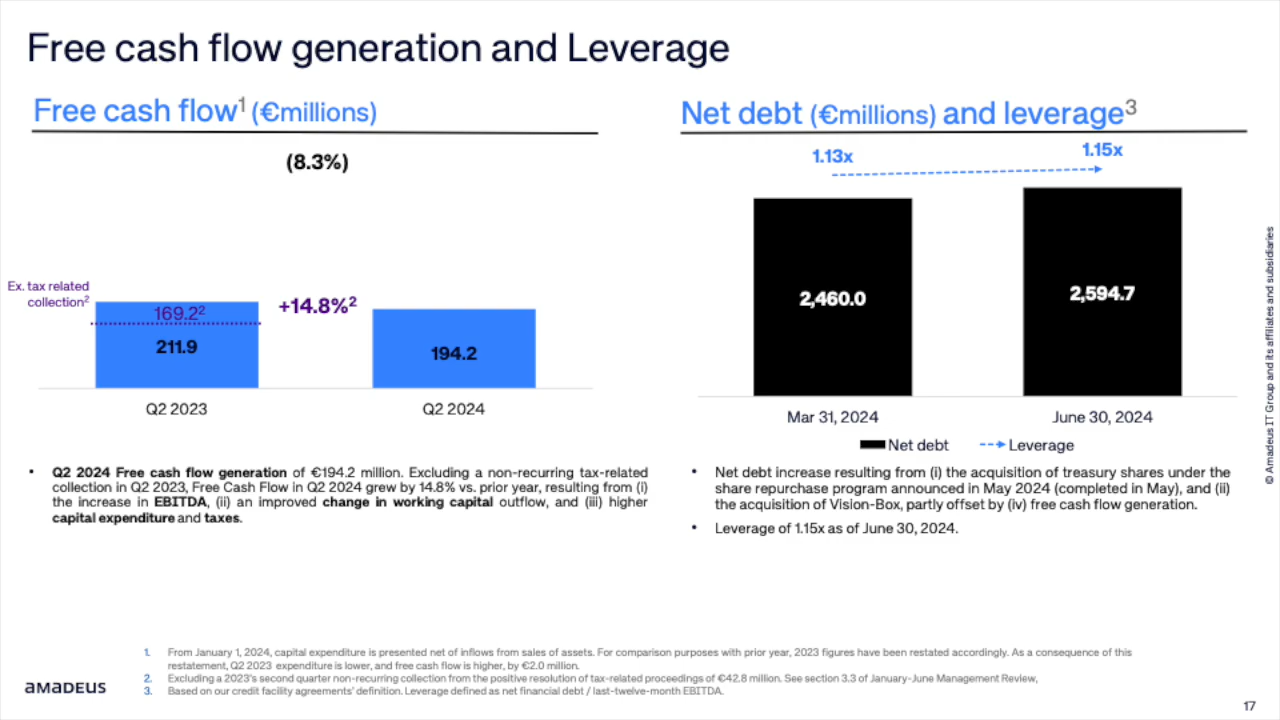 Free cash flow generation and Leverage
Free cash flow¹ (€millions)
(8.3%)
Ex. tax related
collection²
169.2²
+14.8%²
211.9
194.2
Q2 2023
Q2 2024
• Q2 2024 Free cash flow generation of €194.2 million. Excluding a non-recurring tax-related
collection in Q2 2023, Free Cash Flow in Q2 2024 grew by 14.8% vs. prior year, resulting from (i)
the increase in EBITDA, (ii) an improved change in working capital outflow, and (iii) higher
capital expenditure and taxes.
Net debt (€millions) and leverage³
1.13x
1.15x
2,460.0
2,594.7
Mar 31, 2024
June 30, 2024
Net debt
Leverage
• Net debt increase resulting from (i) the acquisition of treasury shares under the
share repurchase program announced in May 2024 (completed in May), and (ii)
the acquisition of Vision-Box, partly offset by (iv) free cash flow generation.
• Leverage of 1.15x as of June 30, 2024.
© Amadeus IT Group and its affiliates and subsidiaries
1. From January 1, 2024, capital expenditure is presented net of inflows from sales of assets. For comparison purposes with prior year, 2023 figures have been restated accordingly. As a consequence of this
restatement, Q2 2023 expenditure is lower, and free cash flow is higher, by €2.0 million.
2. Excluding a 2023's second quarter non-recurring collection from the positive resolution of tax-related proceedings of €42.8 million. See section 3.3 of January-June Management Review,
3. Based on our credit facility agreements' definition. Leverage defined as net financial debt / last-twelve-month EBITDA.
amadeus
17